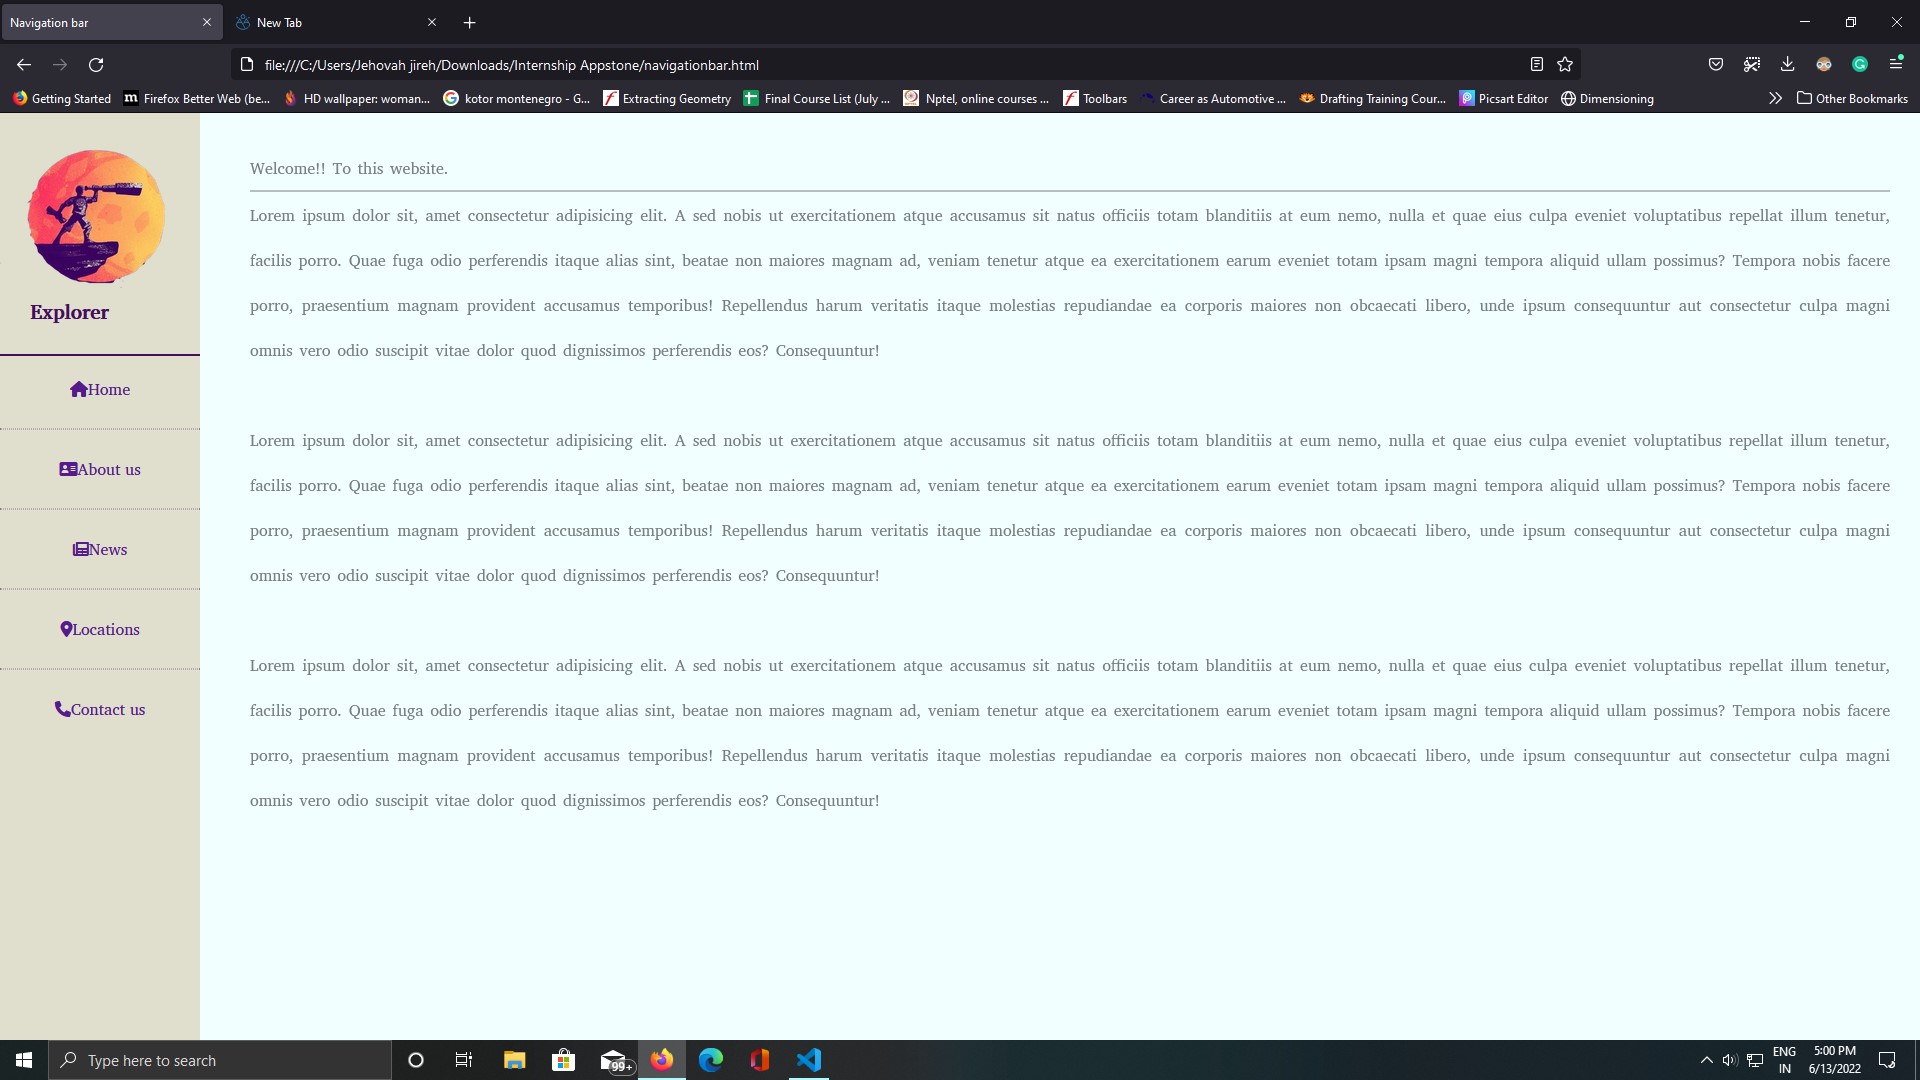 Navigation bar
New Tab
file:///C:/Users/Jehovah jireh/Downloads/Internship Appstone/navigationbar.html
Getting Started
Firefox Better Web (be...
HD wallpaper: woman...
kotor montenegro - G...
Extracting Geometry
Final Course List (July ...
Nptel, online courses ...
Toolbars
Career as Automotive ...
Drafting Training Cour...
Picsart Editor
Dimensioning
Other Bookmarks
Explorer
Home
About us
News
Locations
Contact us
Welcome!! To this website.
Lorem ipsum dolor sit, amet consectetur adipisicing elit. A sed nobis ut exercitationem atque accusamus sit natus officiis totam blanditiis at eum nemo, nulla et quae eius culpa eveniet voluptatibus repellat illum tenetur,
facilis porro. Quae fuga odio perferendis itaque alias sint, beatae non maiores magnam ad, veniam tenetur atque ea exercitationem earum eveniet totam ipsam magni tempora aliquid ullam possimus? Tempora nobis facere
porro, praesentium magnam provident accusamus temporibus! Repellendus harum veritatis itaque molestias repudiandae ea corporis maiores non obcaecati libero, unde ipsum consequuntur aut consectetur culpa magni
omnis vero odio suscipit vitae dolor quod dignissimos perferendis eos? Consequuntur!
Lorem ipsum dolor sit, amet consectetur adipisicing elit. A sed nobis ut exercitationem atque accusamus sit natus officiis totam blanditiis at eum nemo, nulla et quae eius culpa eveniet voluptatibus repellat illum tenetur,
facilis porro. Quae fuga odio perferendis itaque alias sint, beatae non maiores magnam ad, veniam tenetur atque ea exercitationem earum eveniet totam ipsam magni tempora aliquid ullam possimus? Tempora nobis facere
porro, praesentium magnam provident accusamus temporibus! Repellendus harum veritatis itaque molestias repudiandae ea corporis maiores non obcaecati libero, unde ipsum consequuntur aut consectetur culpa magni
omnis vero odio suscipit vitae dolor quod dignissimos perferendis eos? Consequuntur!
Lorem ipsum dolor sit, amet consectetur adipisicing elit. A sed nobis ut exercitationem atque accusamus sit natus officiis totam blanditiis at eum nemo, nulla et quae eius culpa eveniet voluptatibus repellat illum tenetur,
facilis porro. Quae fuga odio perferendis itaque alias sint, beatae non maiores magnam ad, veniam tenetur atque ea exercitationem earum eveniet totam ipsam magni tempora aliquid ullam possimus? Tempora nobis facere
porro, praesentium magnam provident accusamus temporibus! Repellendus harum veritatis itaque molestias repudiandae ea corporis maiores non obcaecati libero, unde ipsum consequuntur aut consectetur culpa magni
omnis vero odio suscipit vitae dolor quod dignissimos perferendis eos? Consequuntur!
Type here to search
99+
ENG
IN
5:00 PM
6/13/2022